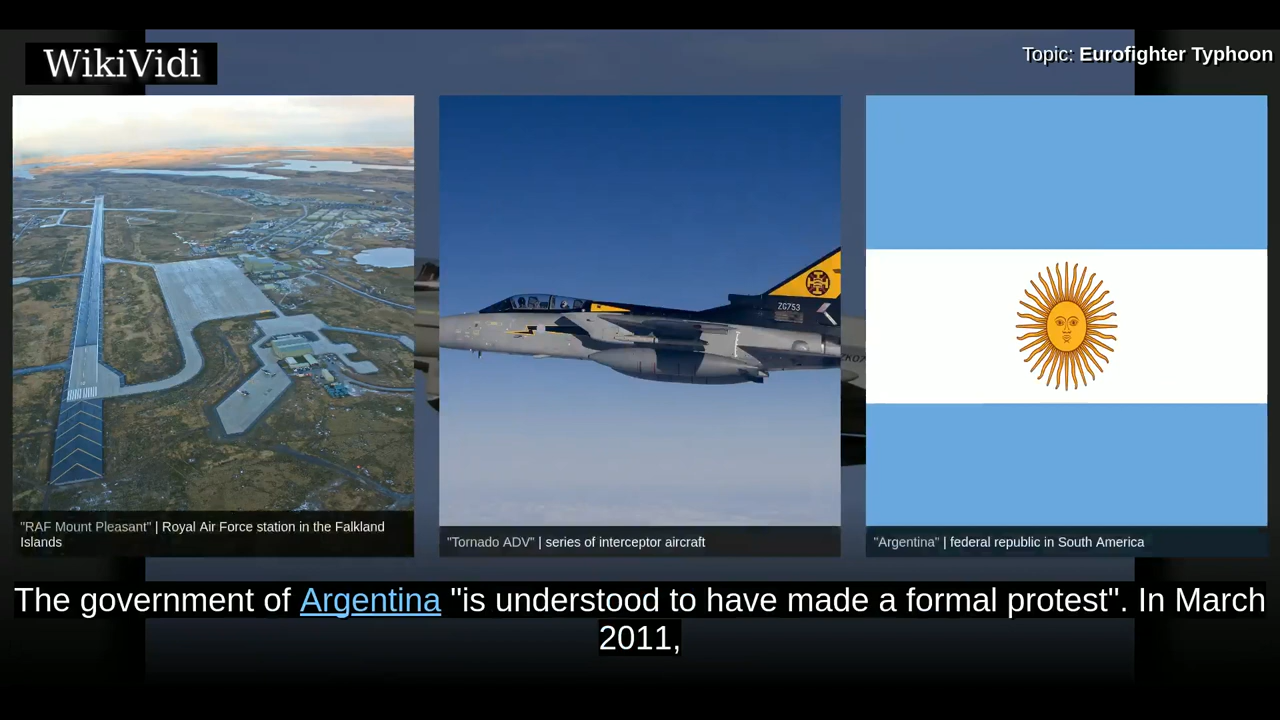 WikiVidi
Topic: Eurofighter Typhoon
ZG753
"RAF Mount Pleasant" | Royal Air Force station in the Falkland
Islands
"Tornado ADV" | series of interceptor aircraft
"Argentina" | federal republic in South America
The government of Argentina "is understood to have made a formal protest". In March
2011,